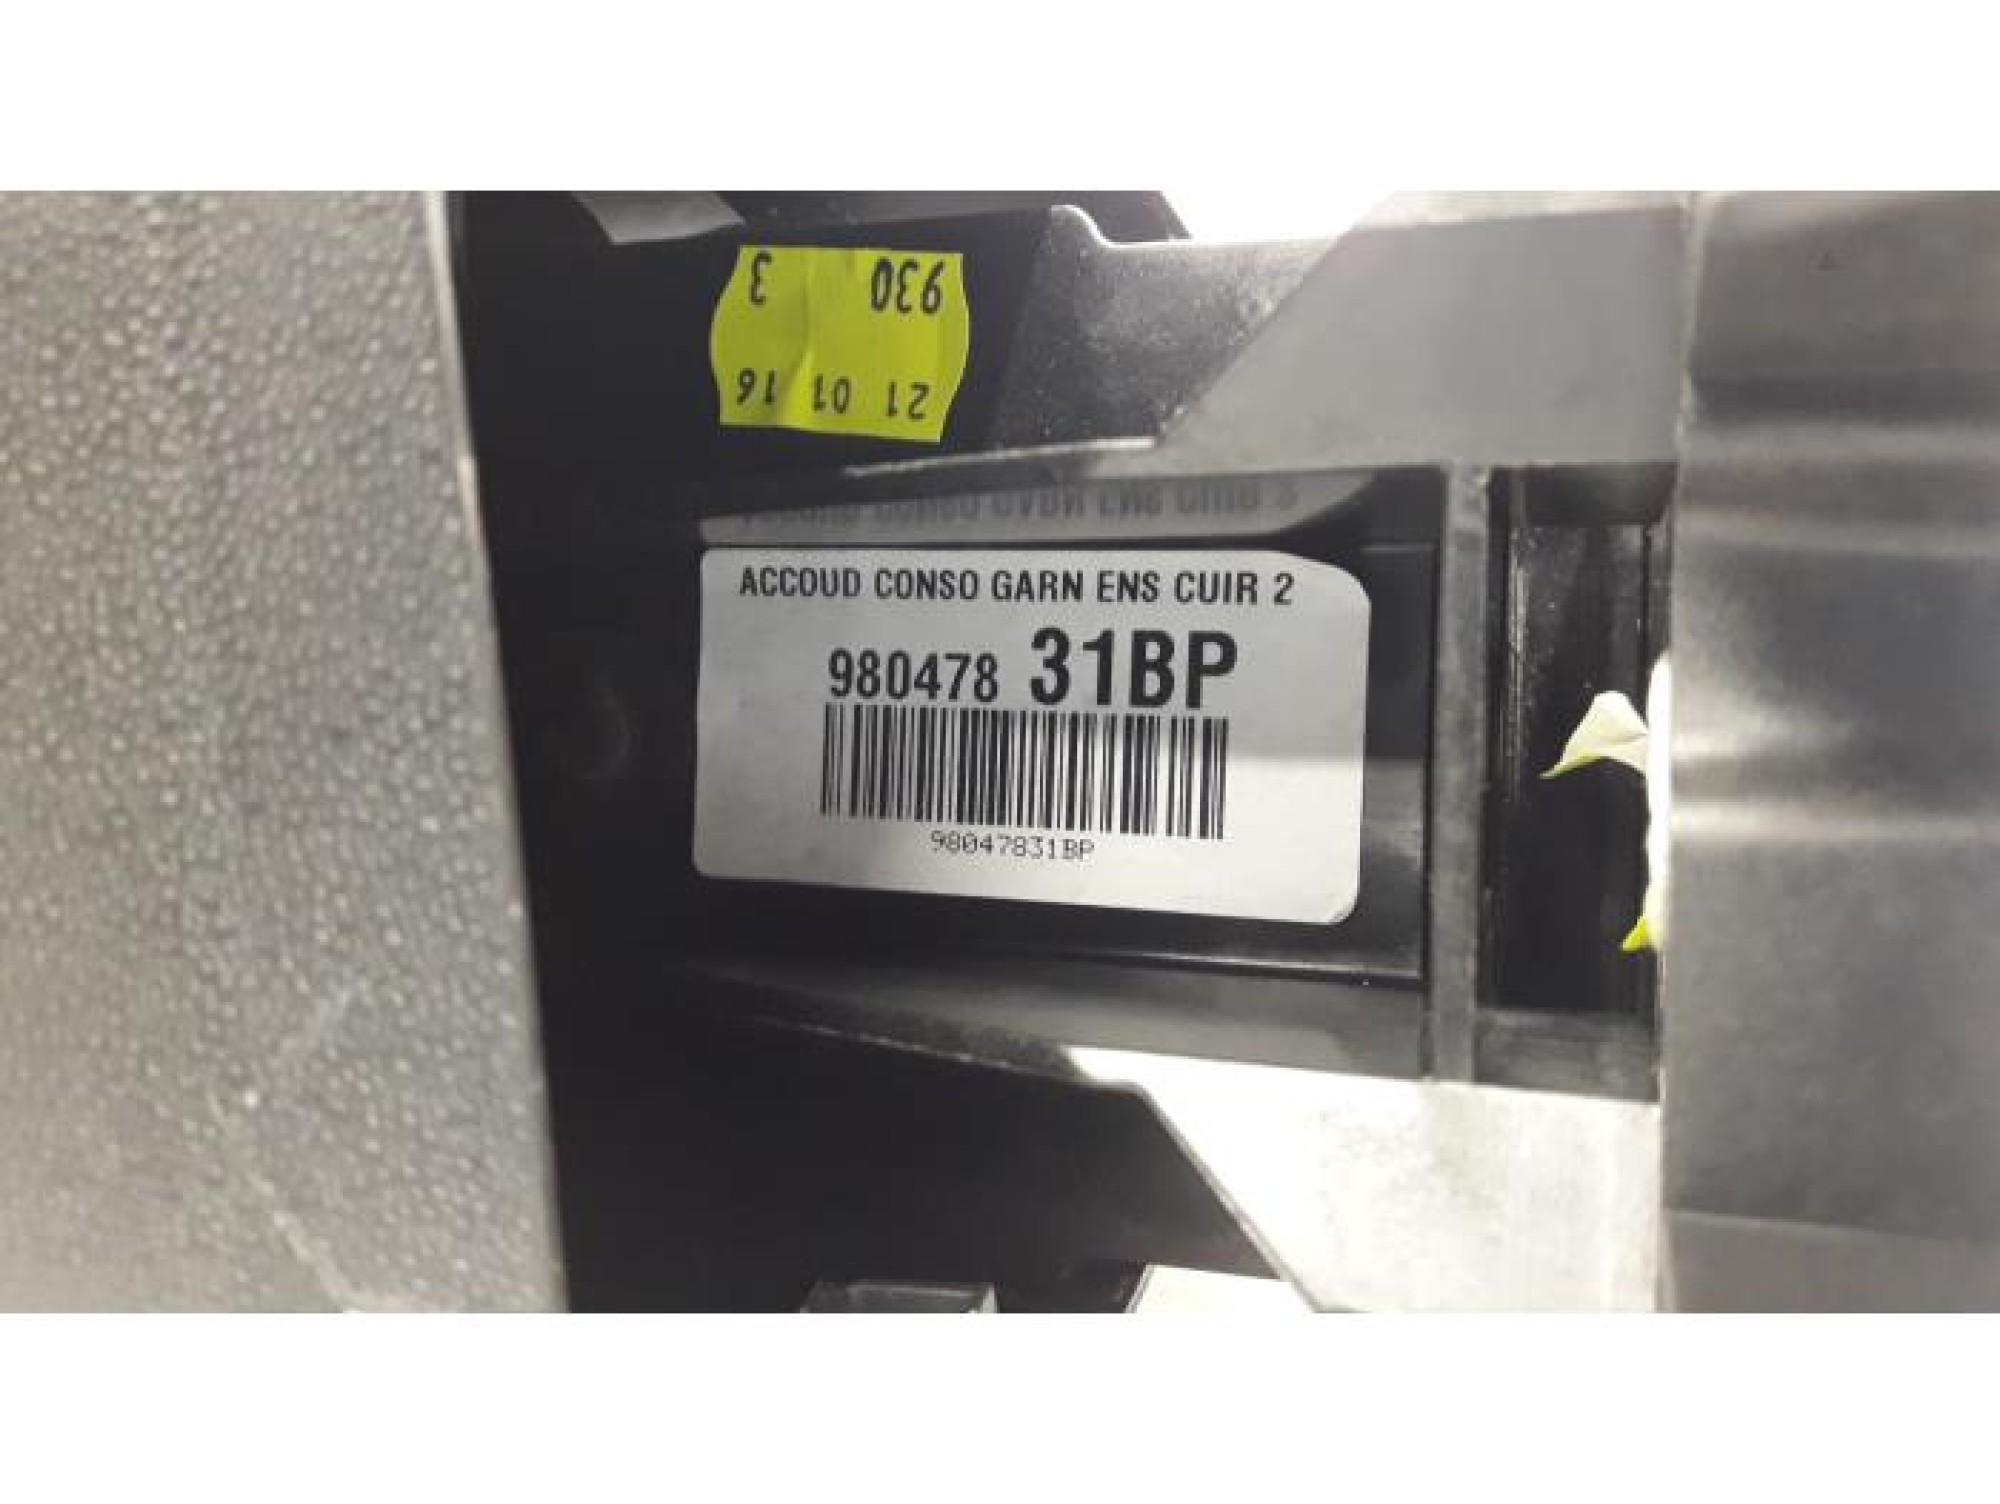 21 01 16
930 3
ACCOUD CONSO GARN ENS CUIR 2
980478 31BP
98047831BP